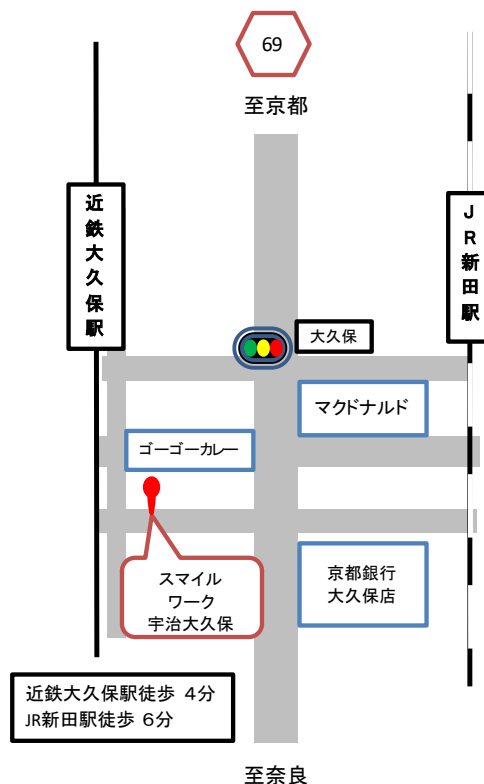 69
至京都
近鉄大久保駅
JR新田駅
大久保
マクドナルド
ゴーゴーカレー
スマイル
ワーク
宇治大久保
京都銀行
大久保店
近鉄大久保駅徒歩 4分
JR新田駅徒歩 6分
至奈良